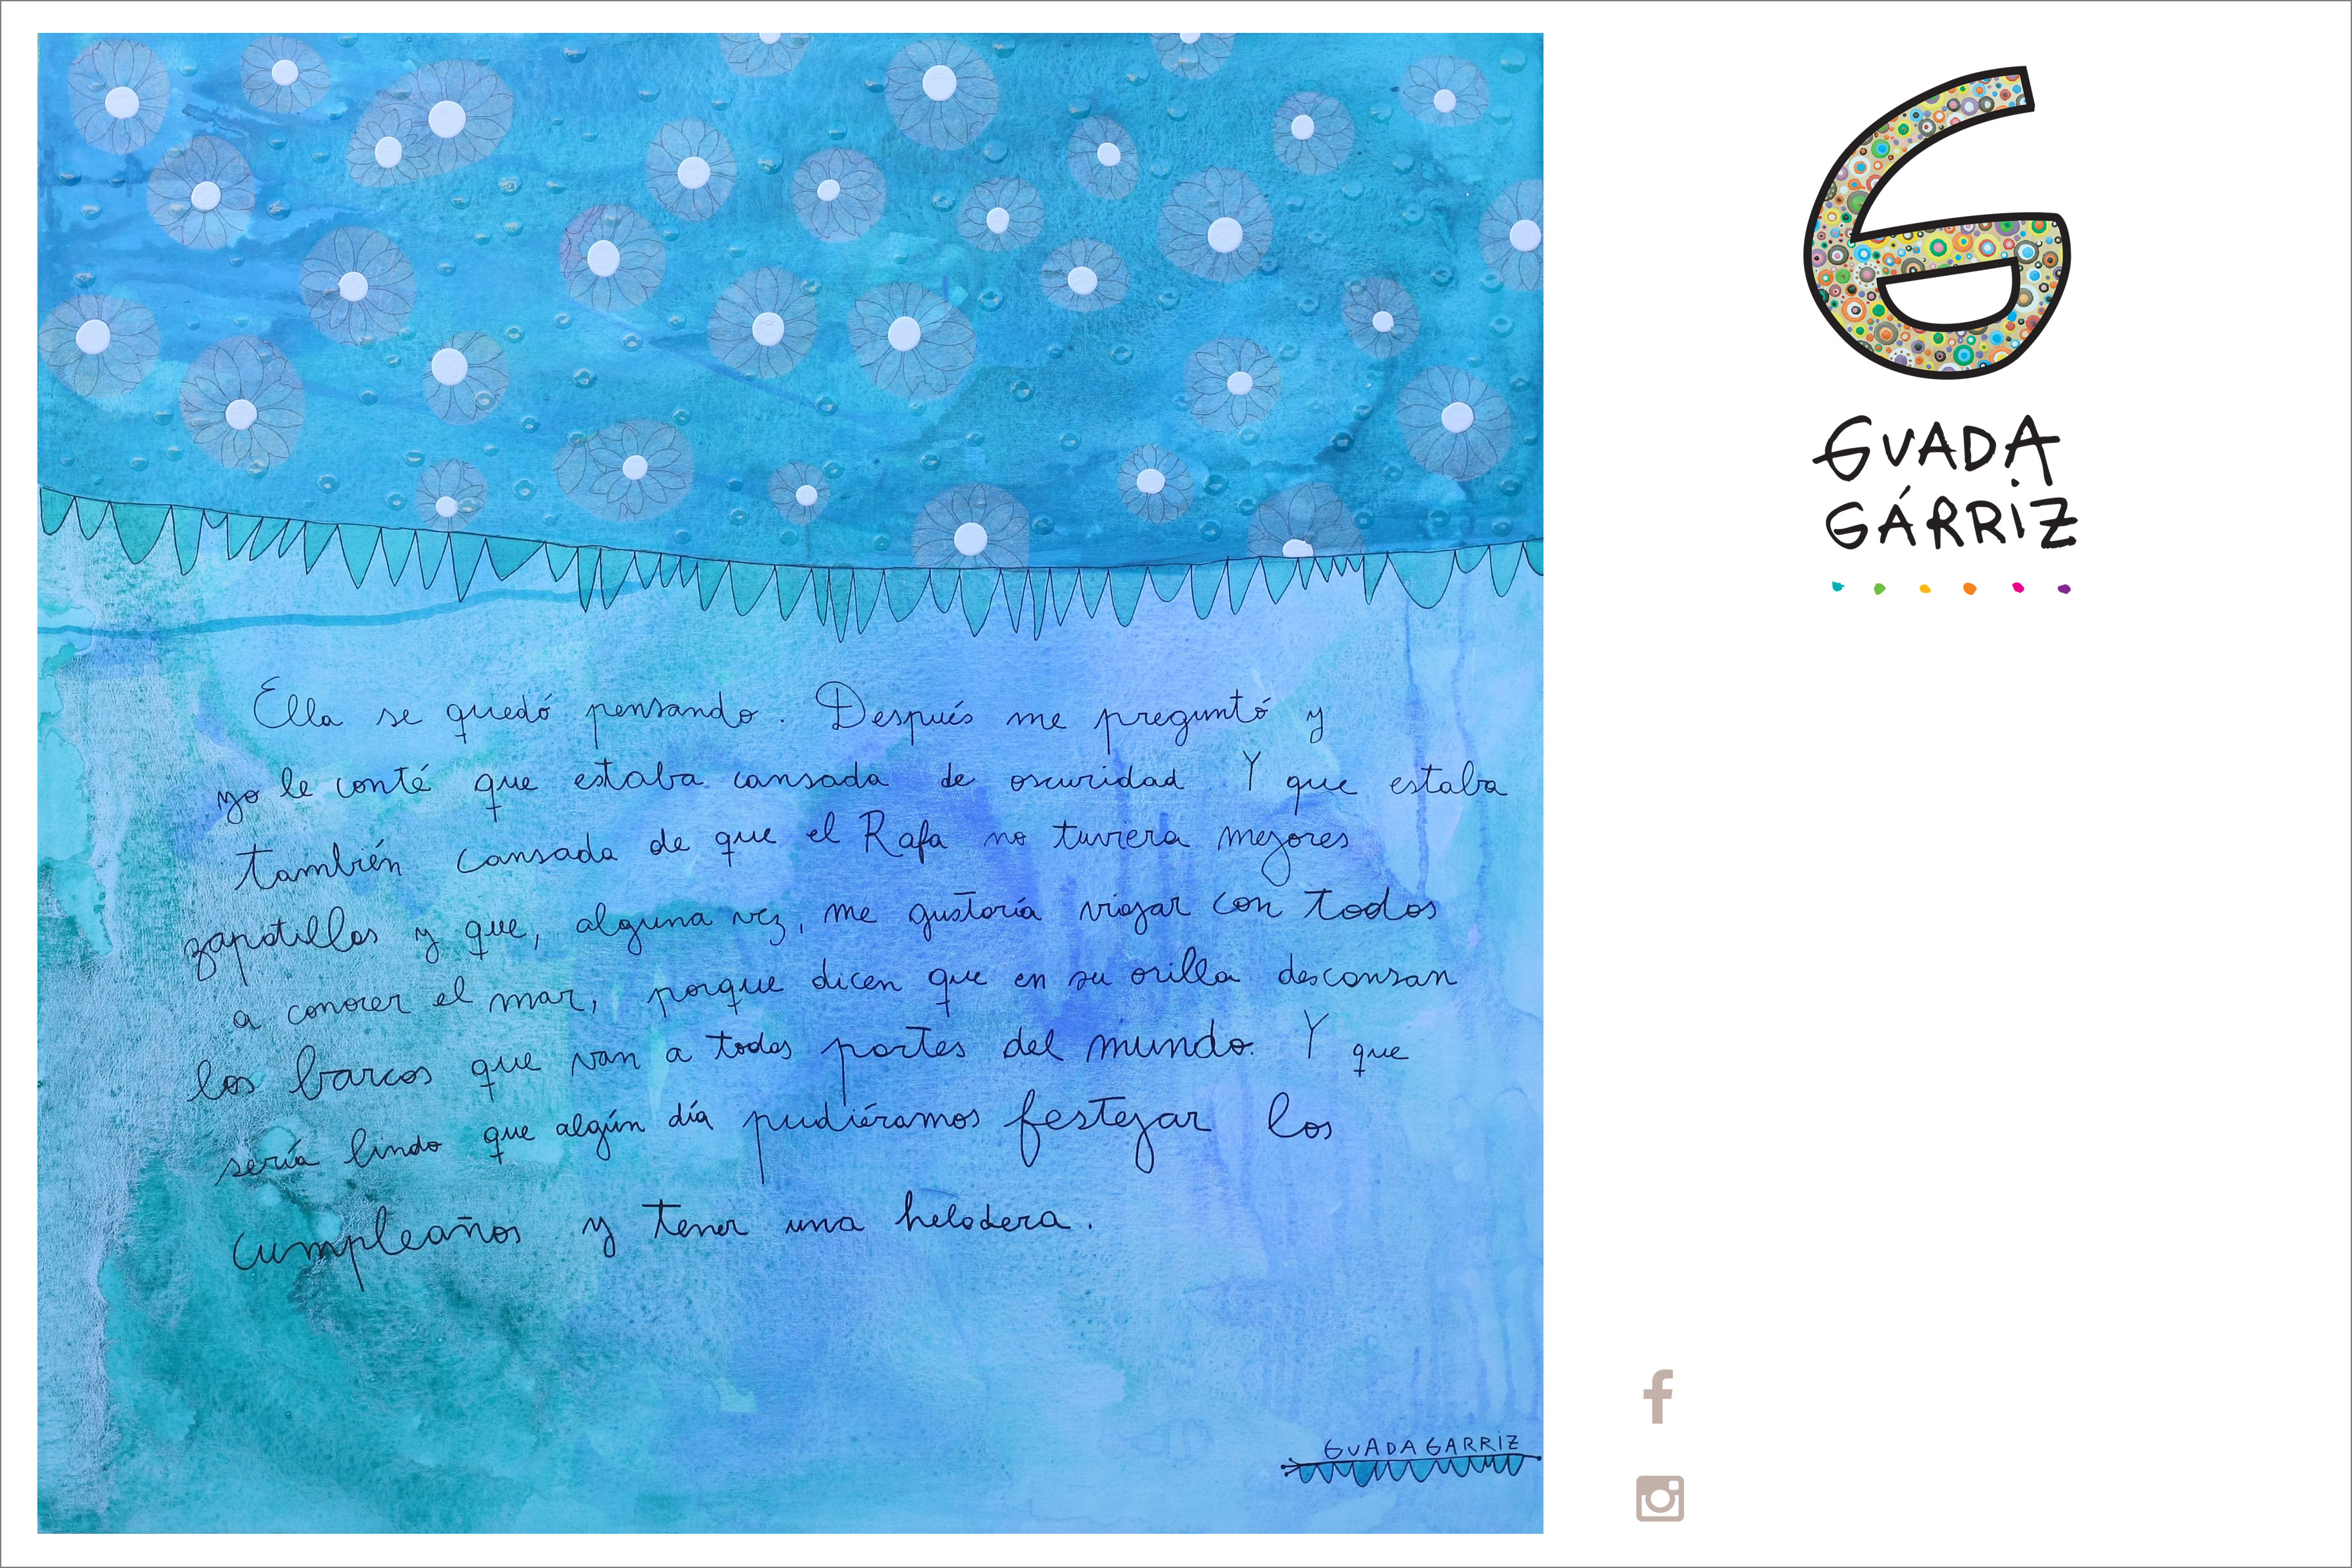 Ella se quedó pensando. Después me preguntó y
yo le conté que estaba cansada de oscuridad. Y que estaba
también cansada de que el Rafa no tuviera mejores
zapatillas y que, alguna vez, me gustaría viajar con todos
a conocer el mar, porque dicen que en su orilla descansan
los barcos que van a todas partes del mundo. Y que
sería lindo que algún día pudiéramos festejar los
cumpleaños y tener una heladera.
GUADA GARRIZ
G
GUADA
GÁRRIZ